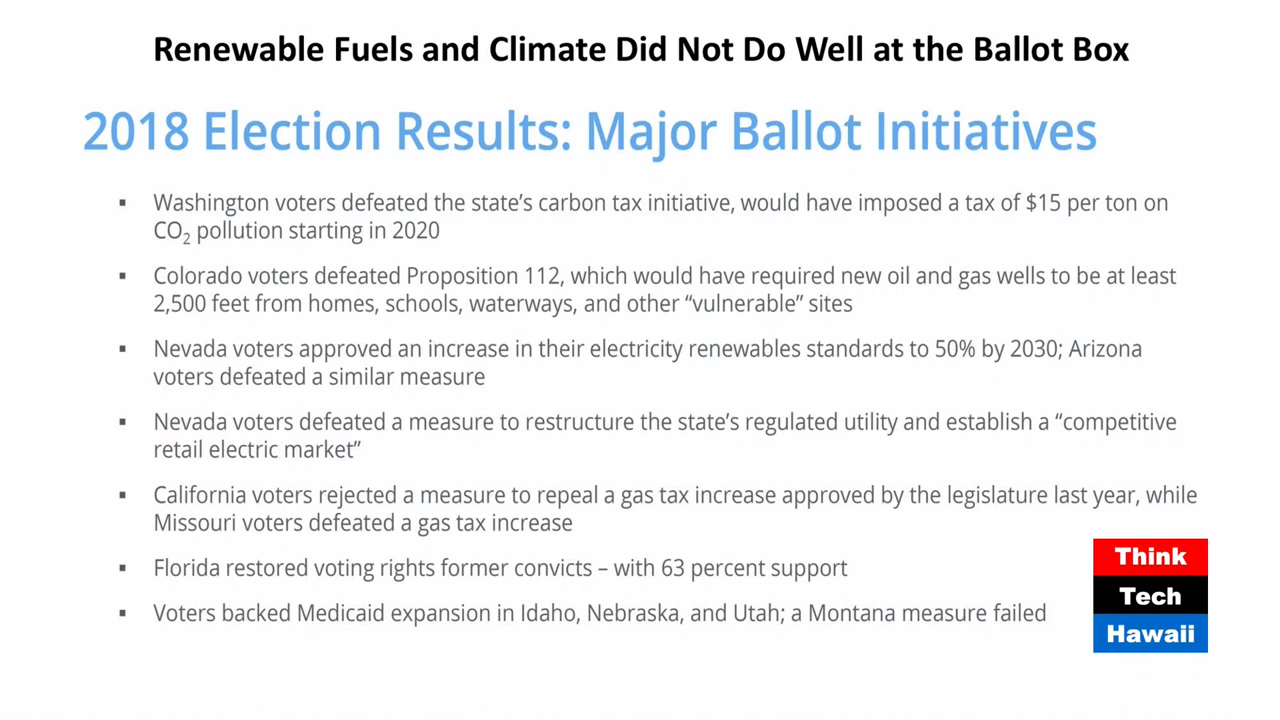 Renewable Fuels and Climate Did Not Do Well at the Ballot Box
2018 Election Results: Major Ballot Initiatives
▪ Washington voters defeated the state’s carbon tax initiative, would have imposed a tax of $15 per ton on
CO₂ pollution starting in 2020
▪ Colorado voters defeated Proposition 112, which would have required new oil and gas wells to be at least
2,500 feet from homes, schools, waterways, and other “vulnerable” sites
▪ Nevada voters approved an increase in their electricity renewables standards to 50% by 2030; Arizona
voters defeated a similar measure
▪ Nevada voters defeated a measure to restructure the state’s regulated utility and establish a “competitive
retail electric market”
▪ California voters rejected a measure to repeal a gas tax increase approved by the legislature last year, while
Missouri voters defeated a gas tax increase
▪ Florida restored voting rights former convicts – with 63 percent support
▪ Voters backed Medicaid expansion in Idaho, Nebraska, and Utah; a Montana measure failed
Think
Tech
Hawaii